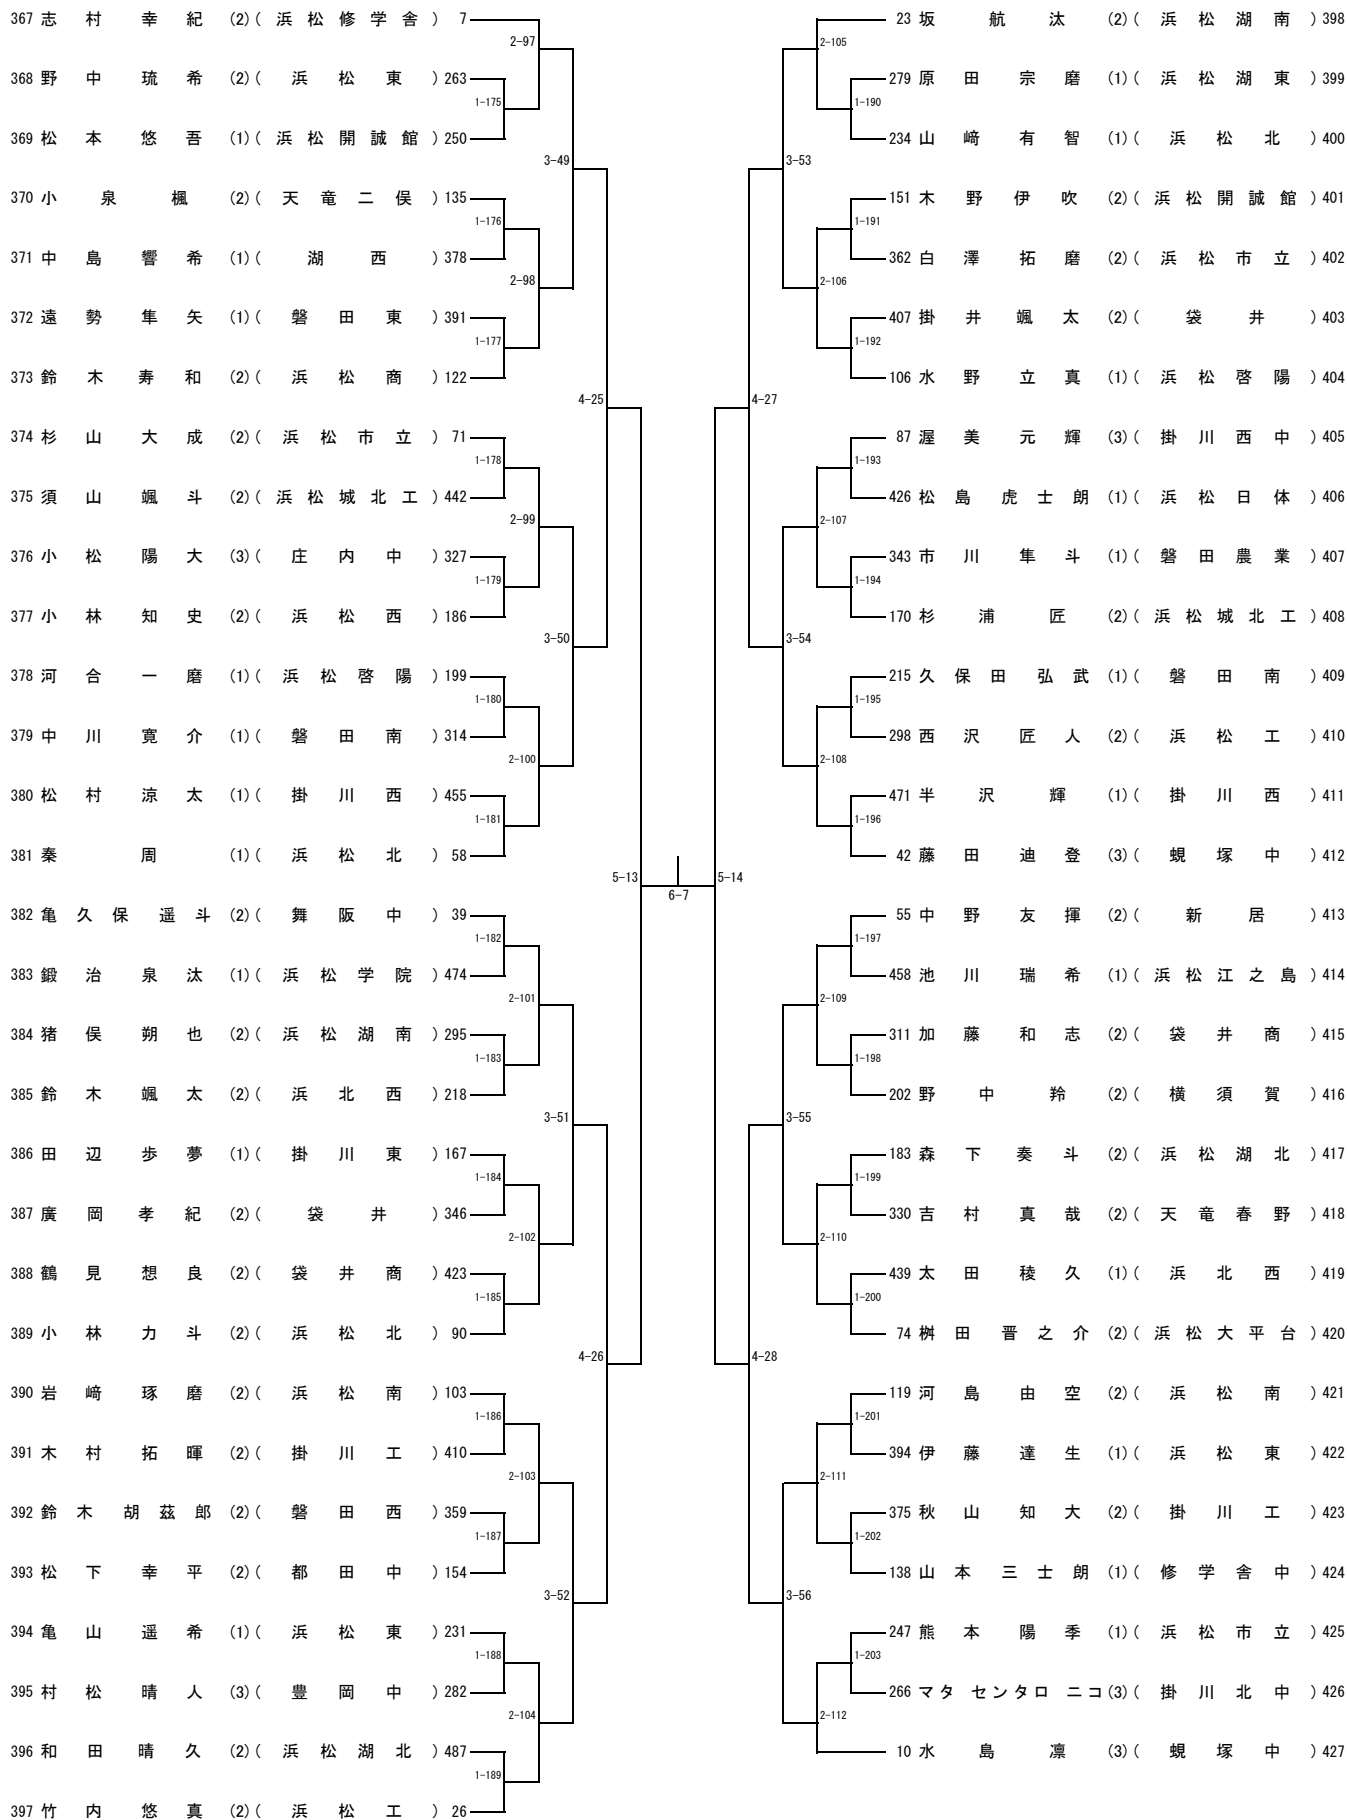 367 志村 幸紀 (2)(浜松修学舎) 7
2-97
368 野中 琉希 (2)(浜松東) 263
1-175
369 松本 悠吾 (1)(浜松開誠館) 250
3-49
370 小泉 楓 (2)(天竜二俣) 135
1-176
371 中島 響希 (1)(湖西) 378
2-98
372 遠勢 隼矢 (1)(磐田東) 391
1-177
373 鈴木 寿和 (2)(浜松商) 122
4-25
374 杉山 大成 (2)(浜松市立) 71
1-178
375 須山 颯斗 (2)(浜松城北工) 442
2-99
376 小松 陽大 (3)(庄内中) 327
1-179
377 小林 知史 (2)(浜松西) 186
3-50
378 河合 一磨 (1)(浜松啓陽) 199
1-180
379 中川 寛介 (1)(磐田南) 314
2-100
380 松村 涼太 (1)(掛川西) 455
1-181
381 秦 周 (1)(浜松北) 58
5-13
382 亀久保 遥斗 (2)(舞阪中) 39
1-182
383 鍛治 泉汰 (1)(浜松学院) 474
2-101
384 猪俣 朔也 (2)(浜松湖南) 295
1-183
385 鈴木 颯太 (2)(浜北西) 218
3-51
386 田辺 歩夢 (1)(掛川東) 167
1-184
387 廣岡 孝紀 (2)(袋井) 346
2-102
388 鶴見 想良 (2)(袋井商) 423
1-185
389 小林 力斗 (2)(浜松北) 90
4-26
390 岩﨑 琢磨 (2)(浜松南) 103
1-186
391 木村 拓暉 (2)(掛川工) 410
2-103
392 鈴木 胡茲郎 (2)(磐田西) 359
1-187
393 松下 幸平 (2)(都田中) 154
3-52
394 亀山 遥希 (1)(浜松東) 231
1-188
395 村松 晴人 (3)(豊岡中) 282
2-104
396 和田 晴久 (2)(浜松湖北) 487
1-189
397 竹内 悠真 (2)(浜松工) 26
6-7
23 坂 航汰 (2)(浜松湖南) 398
2-105
279 原田 宗磨 (1)(浜松湖東) 399
1-190
234 山﨑 有智 (1)(浜松北) 400
3-53
151 木野 伊吹 (2)(浜松開誠館) 401
1-191
362 白澤 拓磨 (2)(浜松市立) 402
2-106
407 掛井 颯太 (2)(袋井) 403
1-192
106 水野 立真 (1)(浜松啓陽) 404
4-27
87 渥美 元輝 (3)(掛川西中) 405
1-193
426 松島 虎士朗 (1)(浜松日体) 406
2-107
343 市川 隼斗 (1)(磐田農業) 407
1-194
170 杉浦 匠 (2)(浜松城北工) 408
3-54
215 久保田 弘武 (1)(磐田南) 409
1-195
298 西沢 匠人 (2)(浜松工) 410
2-108
471 半沢 輝 (1)(掛川西) 411
1-196
42 藤田 迪登 (3)(蜆塚中) 412
5-14
55 中野 友揮 (2)(新居) 413
1-197
458 池川 瑞希 (1)(浜松江之島) 414
2-109
311 加藤 和志 (2)(袋井商) 415
1-198
202 野中 羚 (2)(横須賀) 416
3-55
183 森下 奏斗 (2)(浜松湖北) 417
1-199
330 吉村 真哉 (2)(天竜春野) 418
2-110
439 太田 稜久 (1)(浜北西) 419
1-200
74 桝田 晋之介 (2)(浜松大平台) 420
4-28
119 河島 由空 (2)(浜松南) 421
1-201
394 伊藤 達生 (1)(浜松東) 422
2-111
375 秋山 知大 (2)(掛川工) 423
1-202
138 山本 三士朗 (1)(修学舎中) 424
3-56
247 熊本 陽季 (1)(浜松市立) 425
1-203
266 マタ センタロ ニコ (3)(掛川北中) 426
2-112
10 水島 凛 (3)(蜆塚中) 427